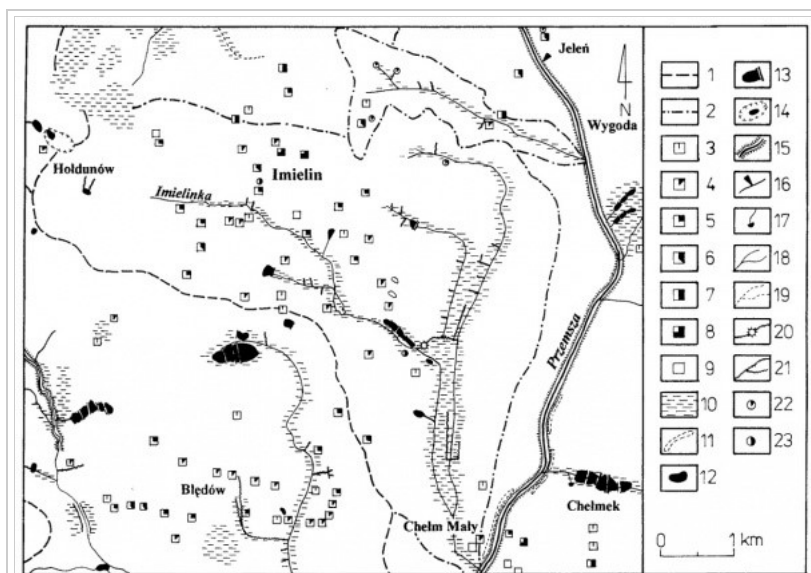 Jeleń
N
Wygoda
Hołdunów
Imielin
Imielinka
Przemsza
Błędów
Chełm Mały
Chełmek
1
2
3
4
5
6
7
8
9
10
11
12
13
14
15
16
17
18
19
20
21
22
23
0 1 km